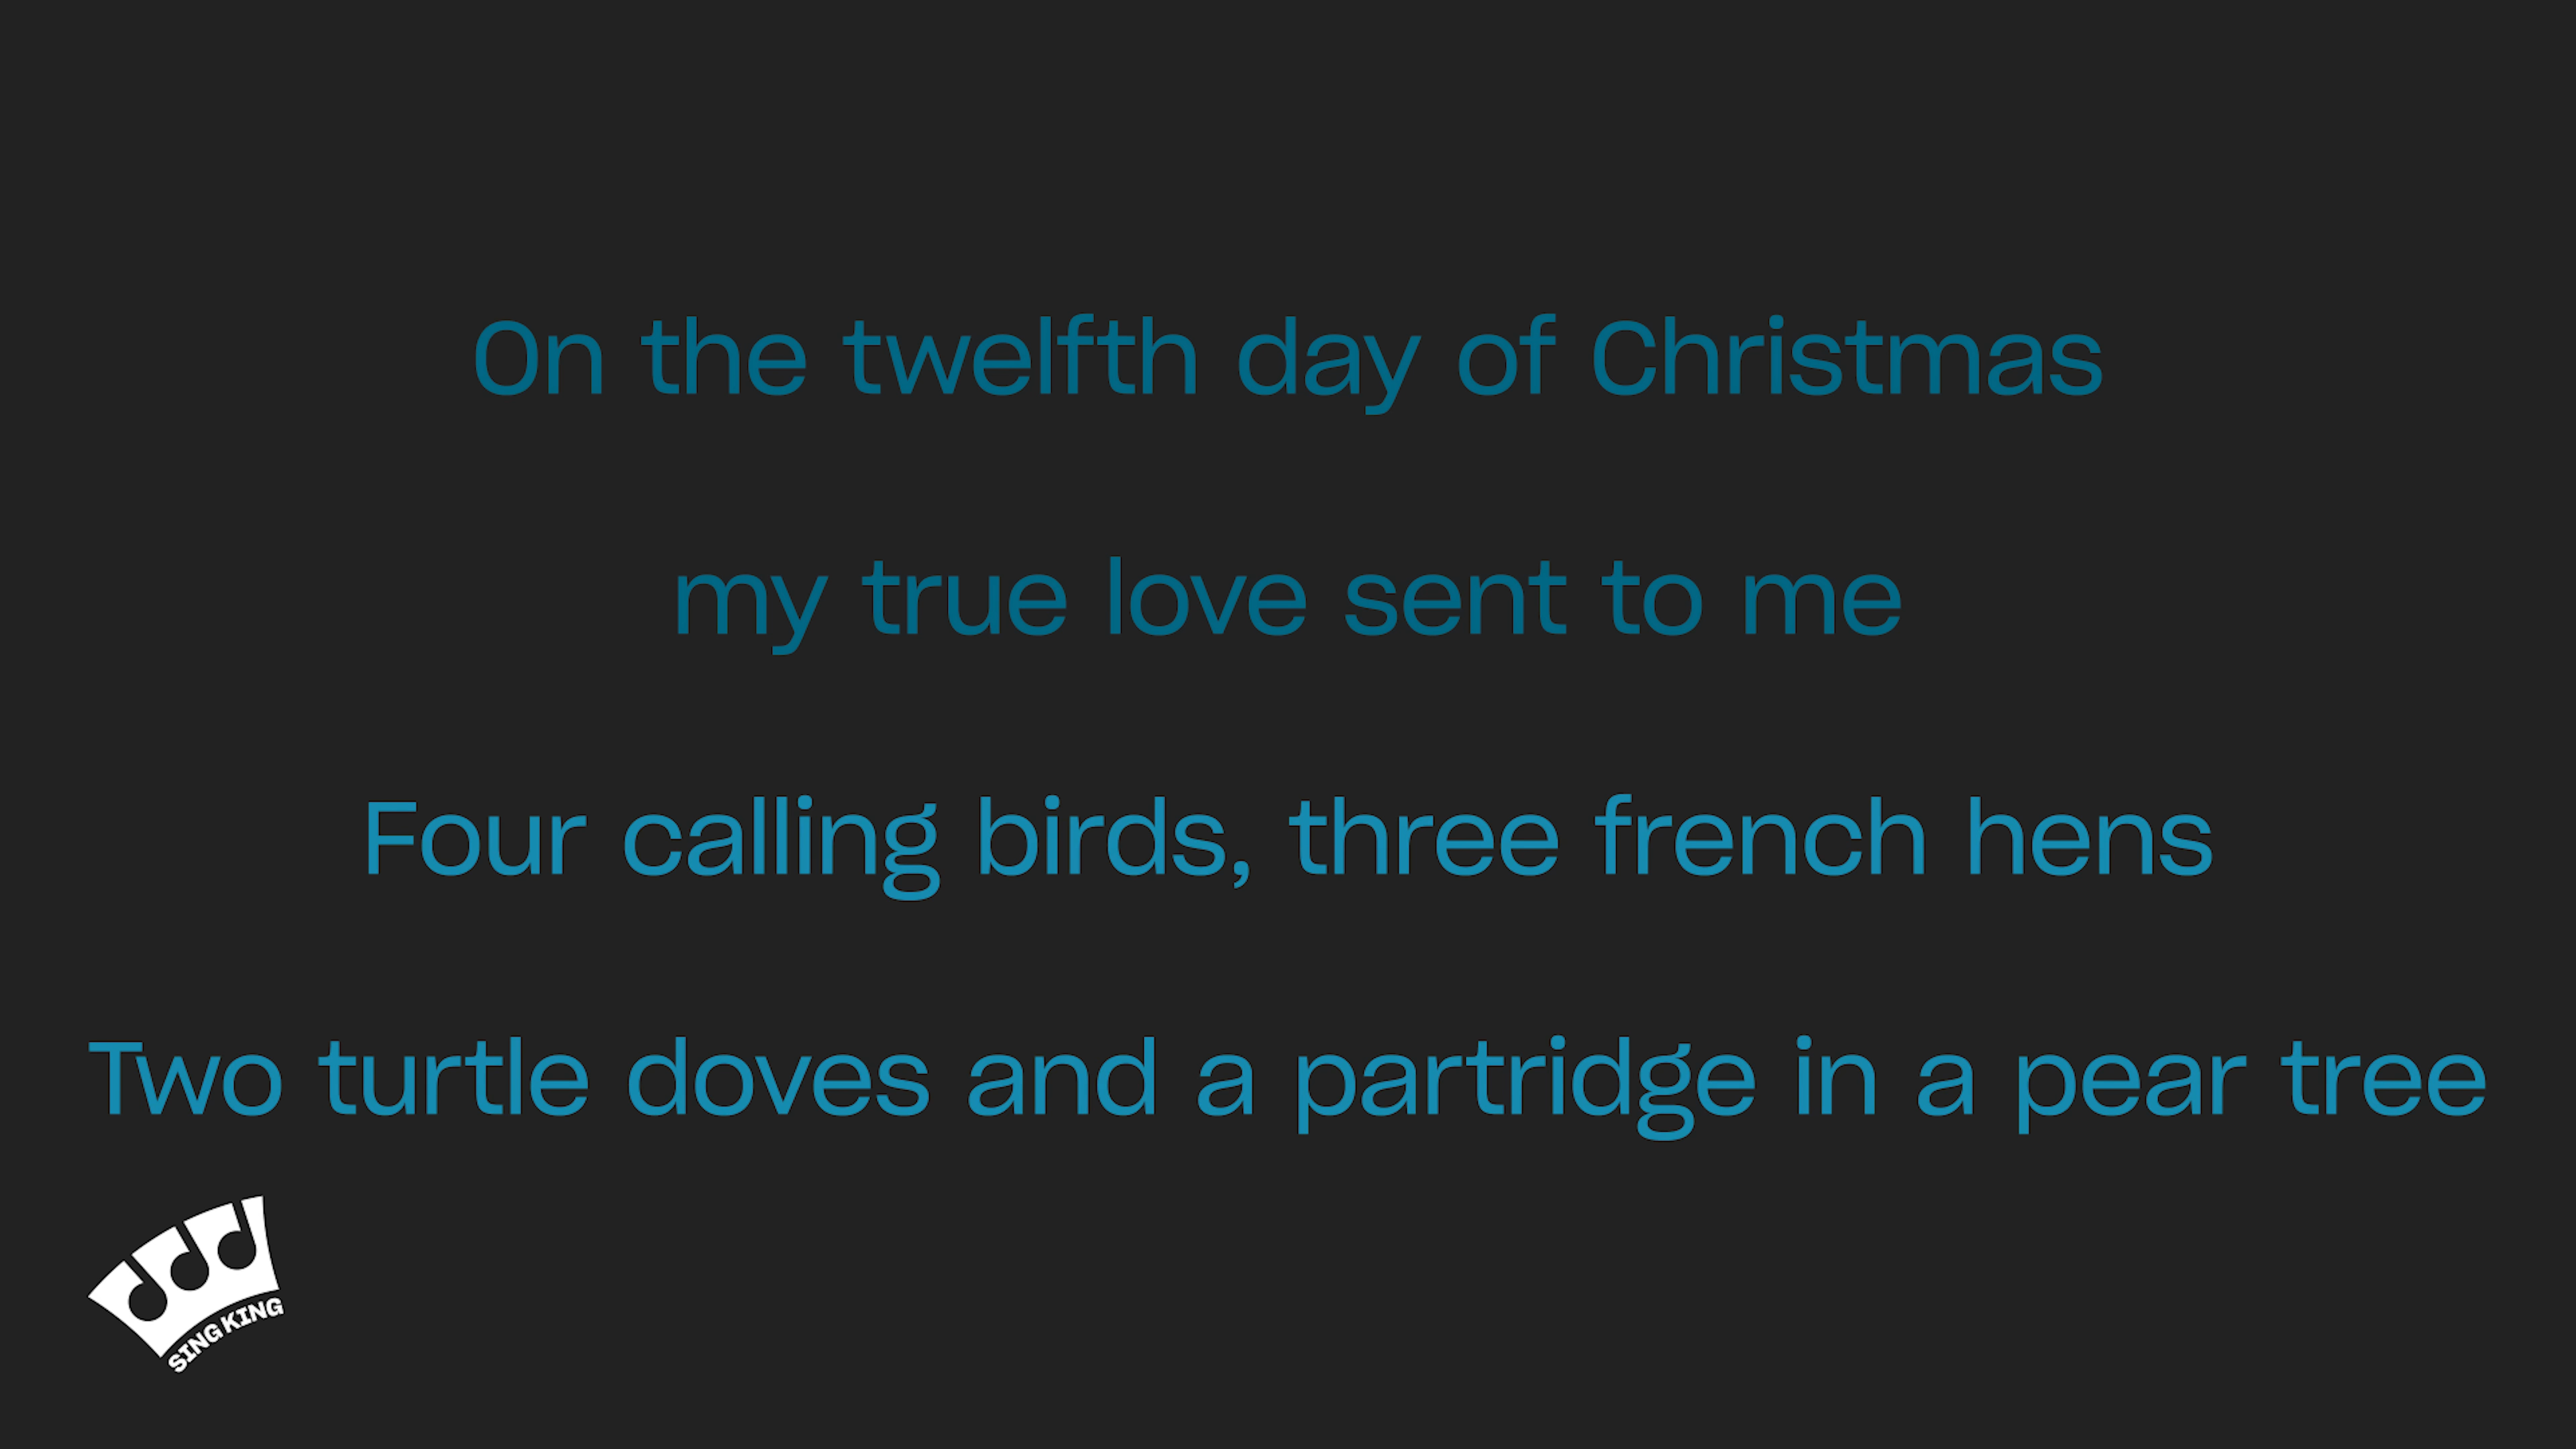 On the twelfth day of Christmas
my true love sent to me
Four calling birds, three french hens
Two turtle doves and a partridge in a pear tree
SING KING